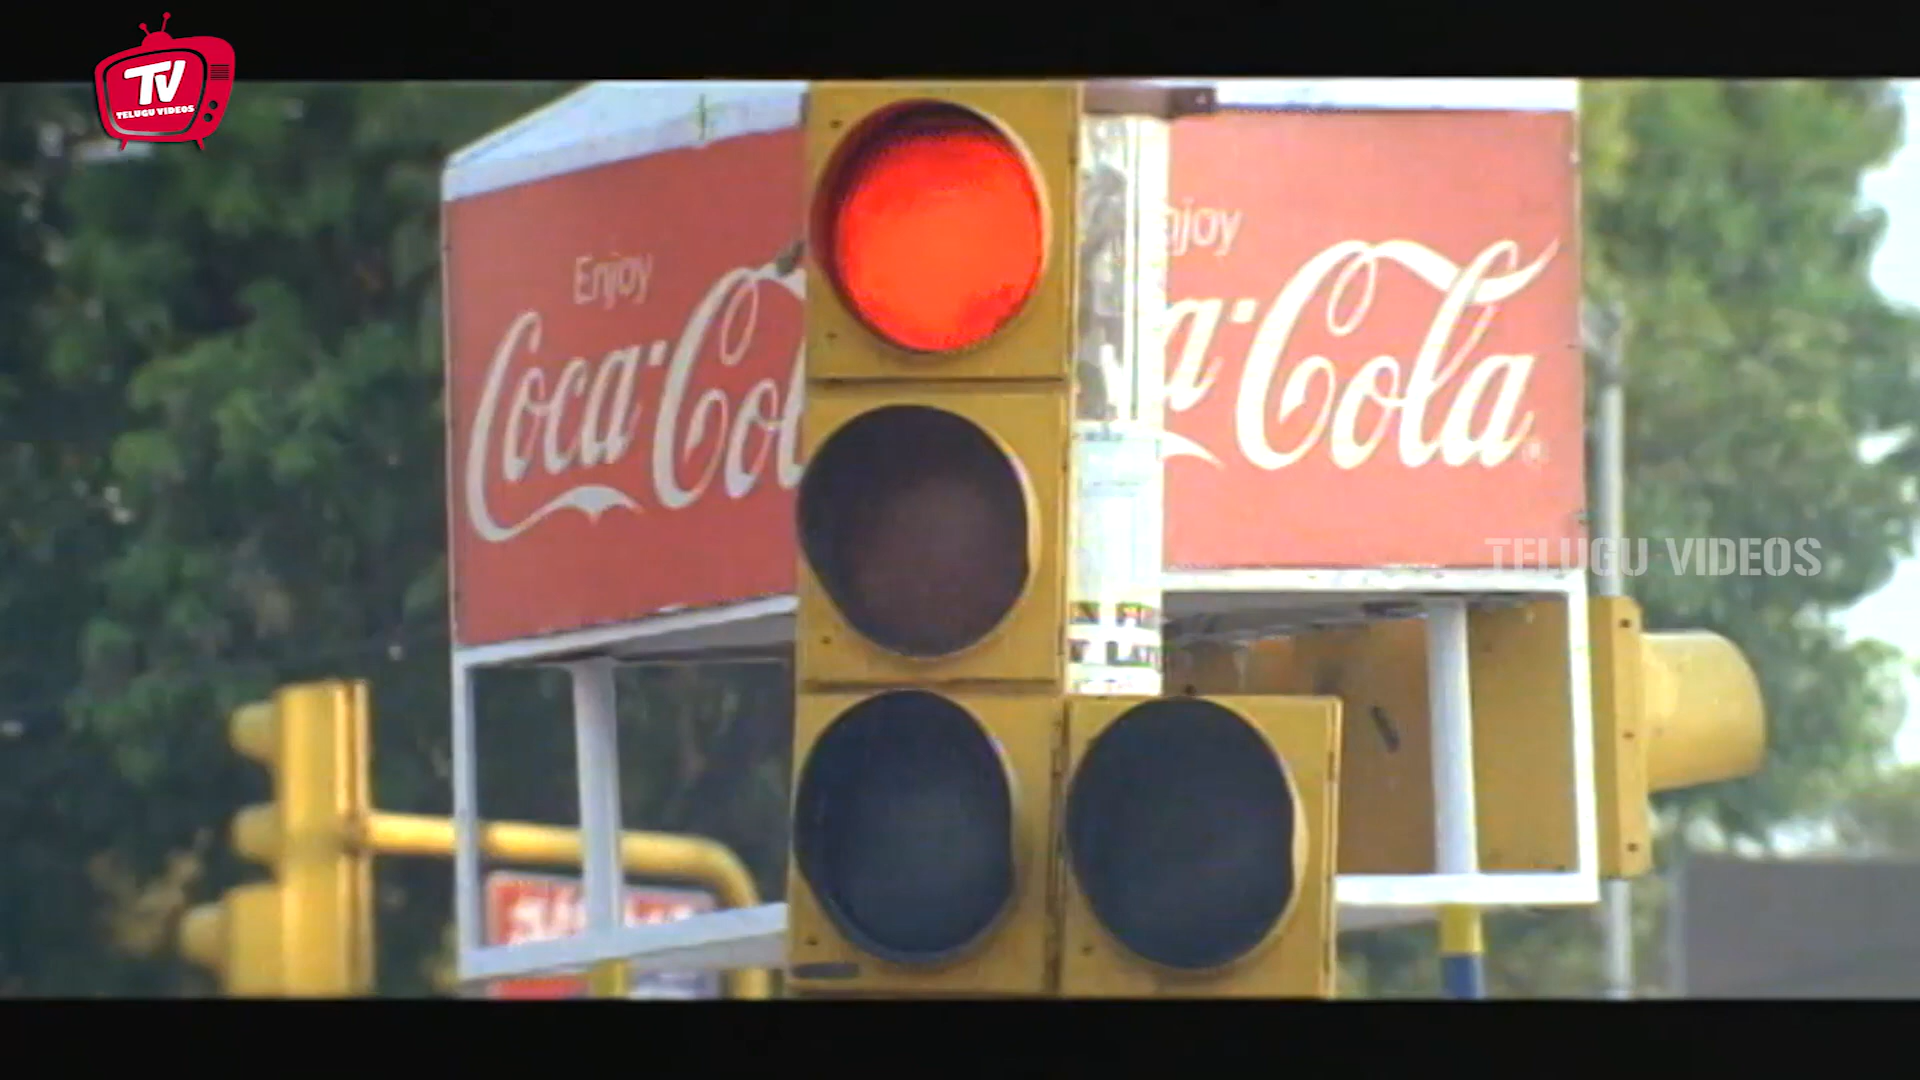 TV
TELUGU VIDEOS
Enjoy
Coca-Col
njoy
a-Cola
TELUGU VIDEOS